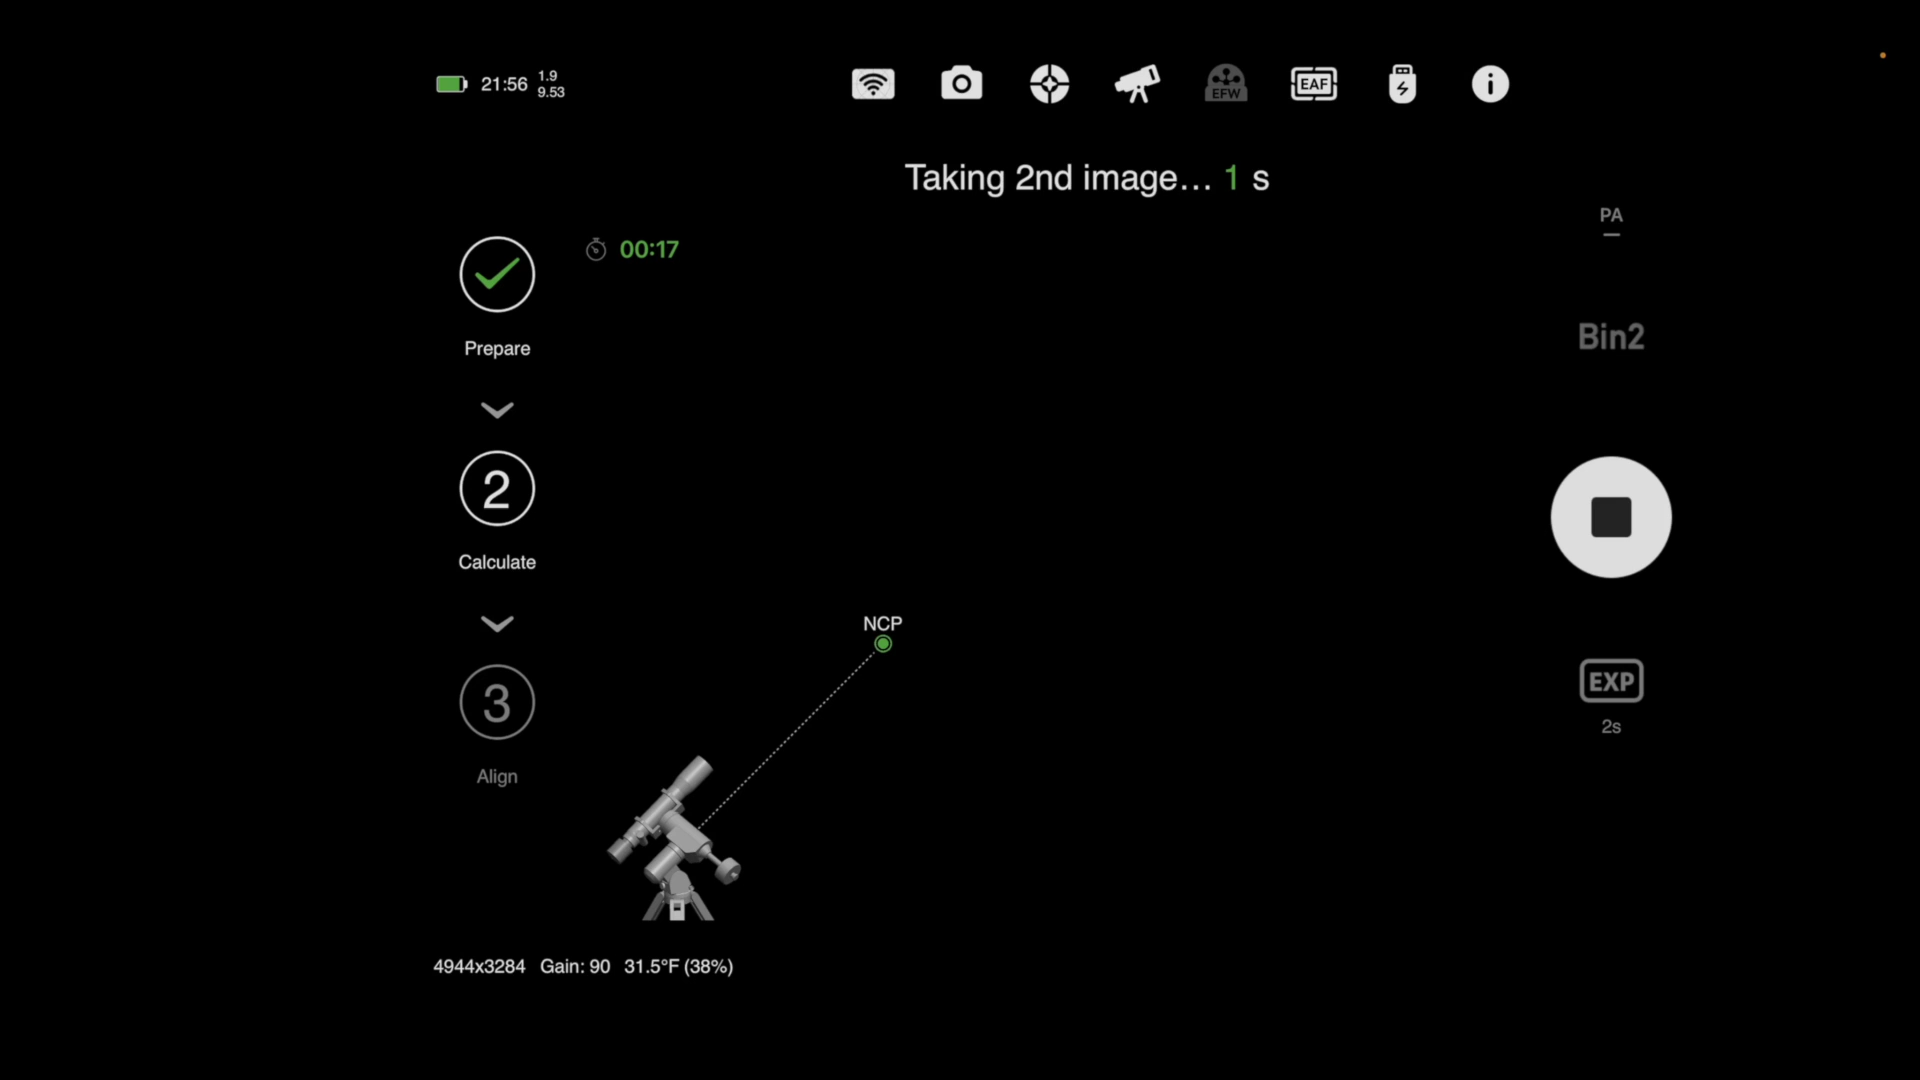 21:56 1.9
9.53
EFW
EAF
Taking 2nd image... 1 s
PA
00:17
Prepare
Bin2
2
Calculate
NCP
EXP
2s
3
Align
4944x3284 Gain: 90 31.5°F (38%)